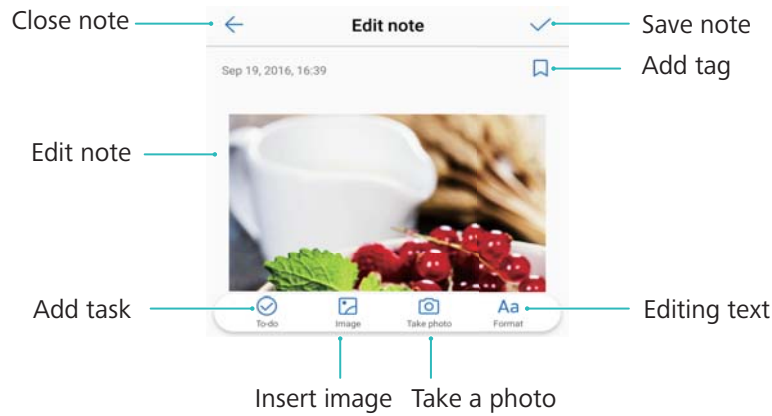 Close note
Edit note
Save note
Sep 19, 2016, 16:39
Add tag
Edit note
Add task
To-do
Image
Take photo
Aa
Format
Editing text
Insert image
Take a photo